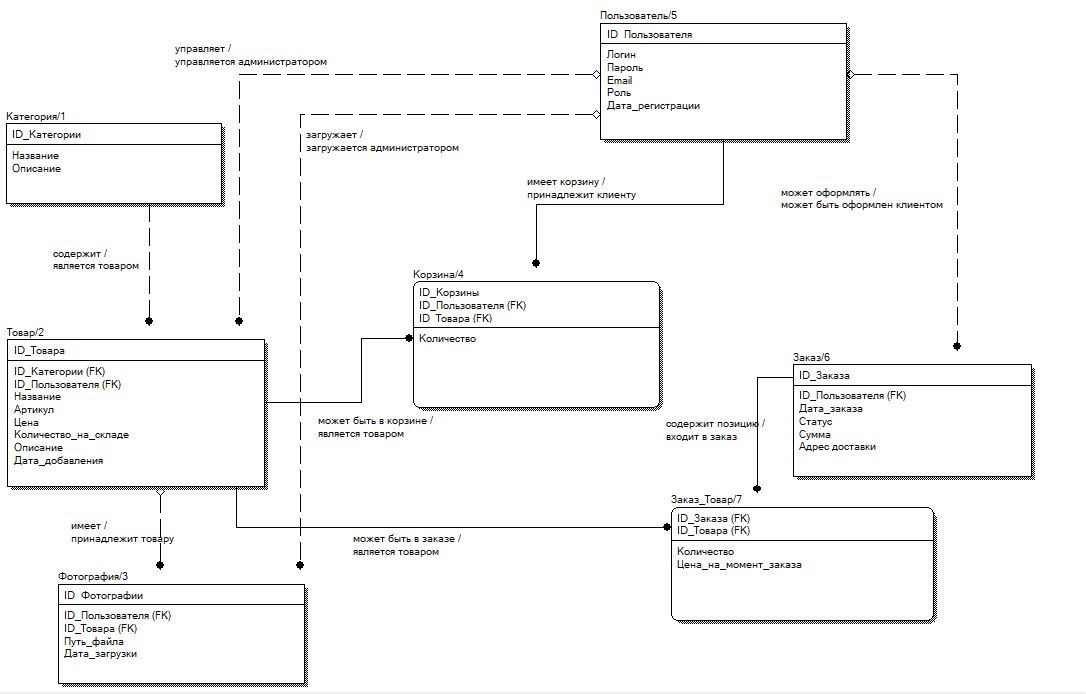 Пользователь/5
ID_Пользователя
Логин
Пароль
Email
Роль
Дата_регистрации
управляет /
управляется администратором
Категория/1
ID_Категории
Название
Описание
загружает /
загружается администратором
имеет корзину /
принадлежит клиенту
может оформлять /
может быть оформлен клиентом
содержит /
является товаром
Корзина/4
ID_Корзины
ID_Пользователя (FK)
ID_Товара (FK)
Количество
Товар/2
ID_Товара
ID_Категории (FK)
ID_Пользователя (FK)
Название
Артикул
Цена
Количество_на_складе
Описание
Дата_добавления
Заказ/6
ID_Заказа
ID_Пользователя (FK)
Дата_заказа
Статус
Сумма
Адрес доставки
может быть в корзине /
является товаром
содержит позицию /
входит в заказ
Заказ_Товар/7
ID_Заказа (FK)
ID_Товара (FK)
Количество
Цена_на_момент_заказа
имеет /
принадлежит товару
может быть в заказе /
является товаром
Фотография/3
ID_Фотографии
ID_Пользователя (FK)
ID_Товара (FK)
Путь_файла
Дата_загрузки